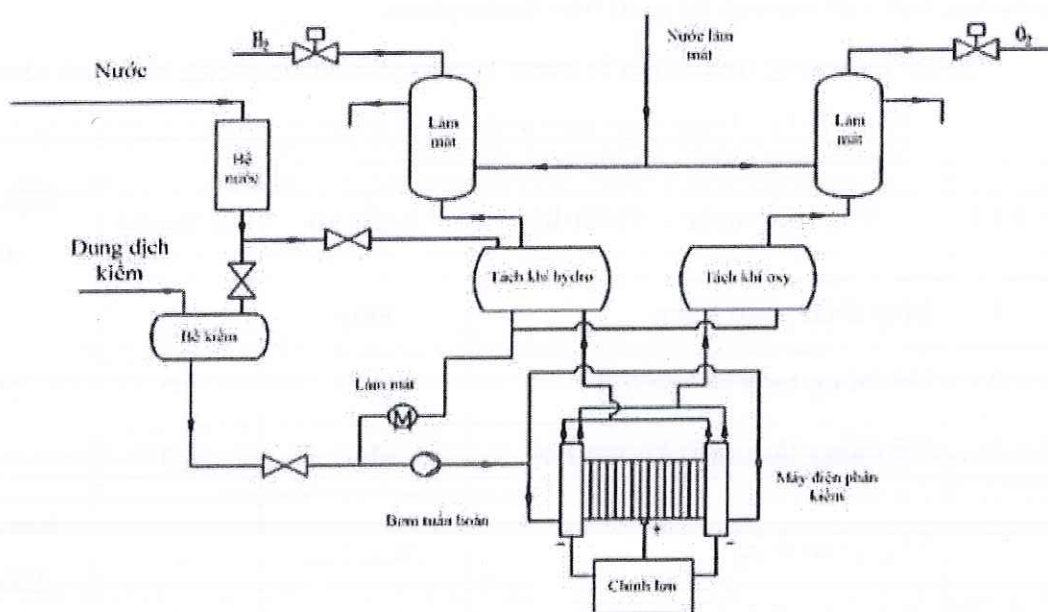 H₂
Nước làm
mát
O₂
Nước
Làm
mát
Làm
mát
Bể
nước
Dung dịch
kiềm
Tách khí hydro
Tách khí oxy
Bể kiềm
Làm mát
M
Máy điện phân
kiềm
Bơm tuần hoàn
+
−
−
Chỉnh lưu